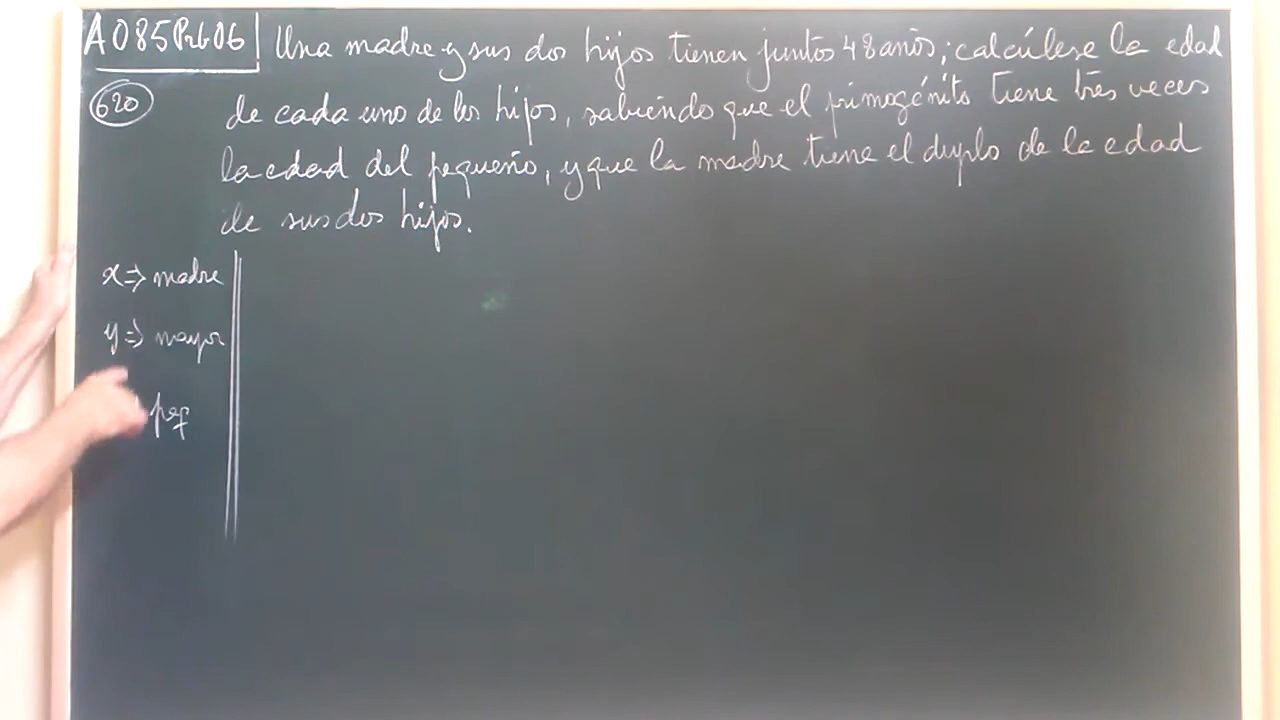 A085Prb06 Una madre y sus dos hijos tienen juntos 48 años; calcúlese la edad
620 de cada uno de los hijos, sabiendo que el primogénito tiene tres veces
la edad del pequeño, y que la madre tiene el duplo de la edad
de sus dos hijos.
x => madre
y => mayor
peq